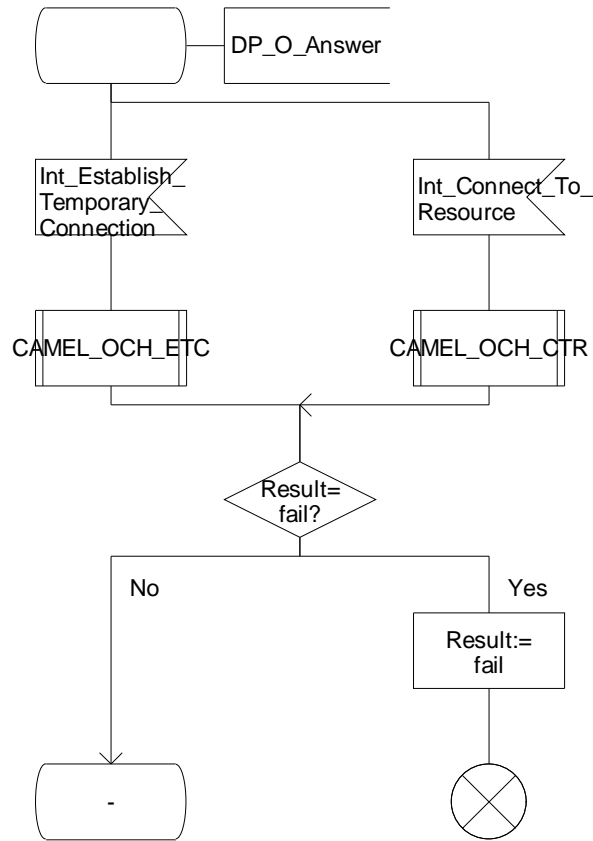 DP_O_Answer
Int_Establish_
Temporary_
Connection
Int_Connect_To_
Resource
CAMEL_OCH_ETC
CAMEL_OCH_CTR
Result=
fail?
No
Yes
Result:=
fail
-